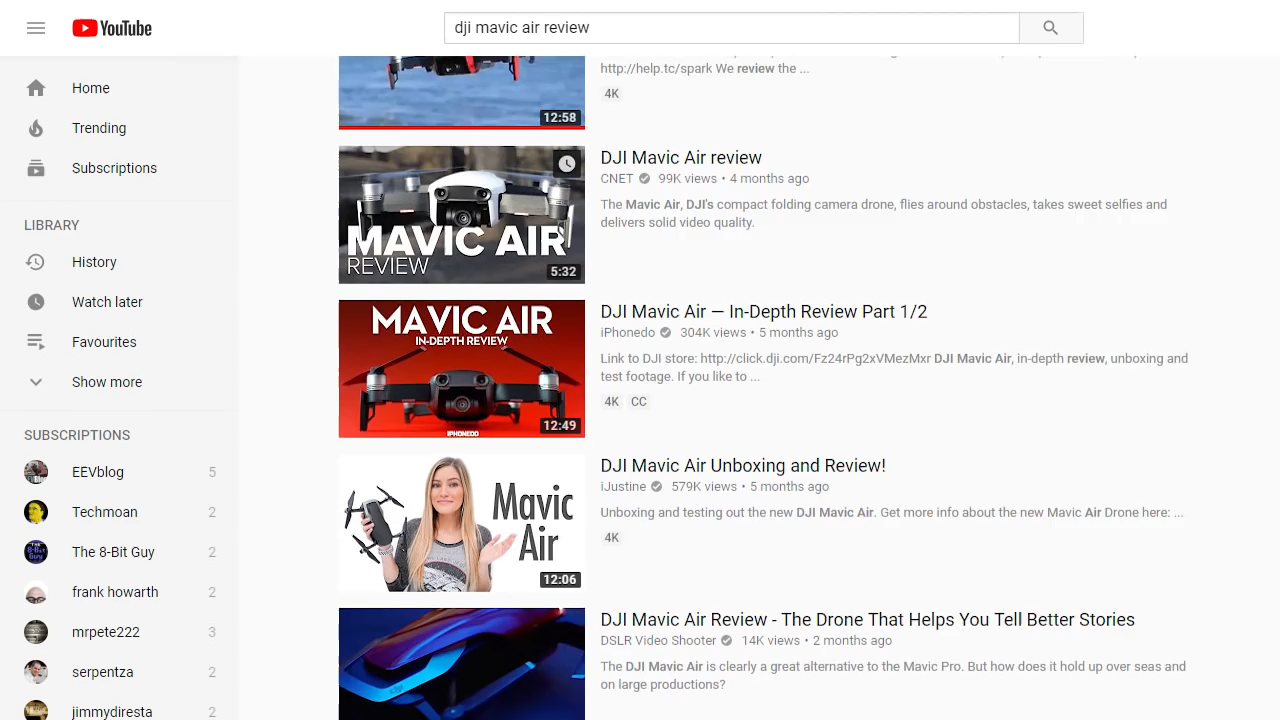 YouTube
dji mavic air review
Home
Trending
Subscriptions
LIBRARY
History
Watch later
Favourites
Show more
SUBSCRIPTIONS
EEVblog 5
Techmoan 2
The 8-Bit Guy 2
frank howarth 2
mrpete222 3
serpentza 2
jimmydiresta 2
12:58
http://help.tc/spark We review the ...
4K
MAVIC AIR
REVIEW
5:32
DJI Mavic Air review
CNET 99K views • 4 months ago
The Mavic Air, DJI's compact folding camera drone, flies around obstacles, takes sweet selfies and
delivers solid video quality.
MAVIC AIR
IN-DEPTH REVIEW
IPHONEDO
12:49
DJI Mavic Air — In-Depth Review Part 1/2
iPhonedo 304K views • 5 months ago
Link to DJI store: http://click.dji.com/Fz24rPg2xVMezMxr DJI Mavic Air, in-depth review, unboxing and
test footage. If you like to ...
4K CC
Mavic
Air
12:06
DJI Mavic Air Unboxing and Review!
iJustine 579K views • 5 months ago
Unboxing and testing out the new DJI Mavic Air. Get more info about the new Mavic Air Drone here: ...
4K
DJI Mavic Air Review - The Drone That Helps You Tell Better Stories
DSLR Video Shooter 14K views • 2 months ago
The DJI Mavic Air is clearly a great alternative to the Mavic Pro. But how does it hold up over seas and
on large productions?